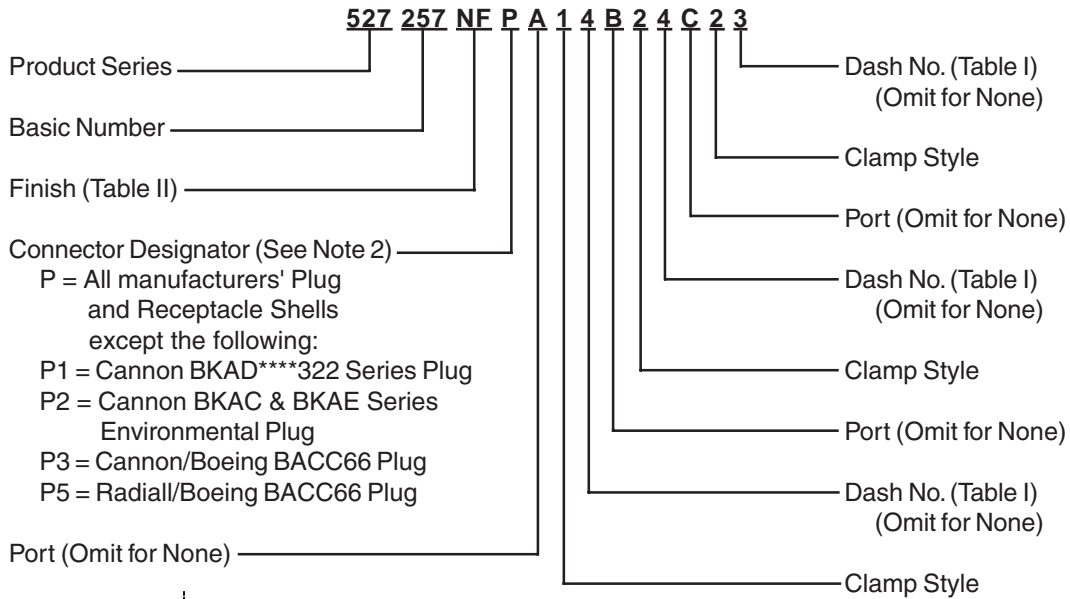 527 257 NF P A 1 4 B 2 4 C 2 3
Product Series
Basic Number
Finish (Table II)
Connector Designator (See Note 2)
P = All manufacturers' Plug
and Receptacle Shells
except the following:
P1 = Cannon BKAD****322 Series Plug
P2 = Cannon BKAC & BKAE Series
Environmental Plug
P3 = Cannon/Boeing BACC66 Plug
P5 = Radiall/Boeing BACC66 Plug
Port (Omit for None)
Dash No. (Table I)
(Omit for None)
Clamp Style
Port (Omit for None)
Dash No. (Table I)
(Omit for None)
Clamp Style
Port (Omit for None)
Dash No. (Table I)
(Omit for None)
Clamp Style